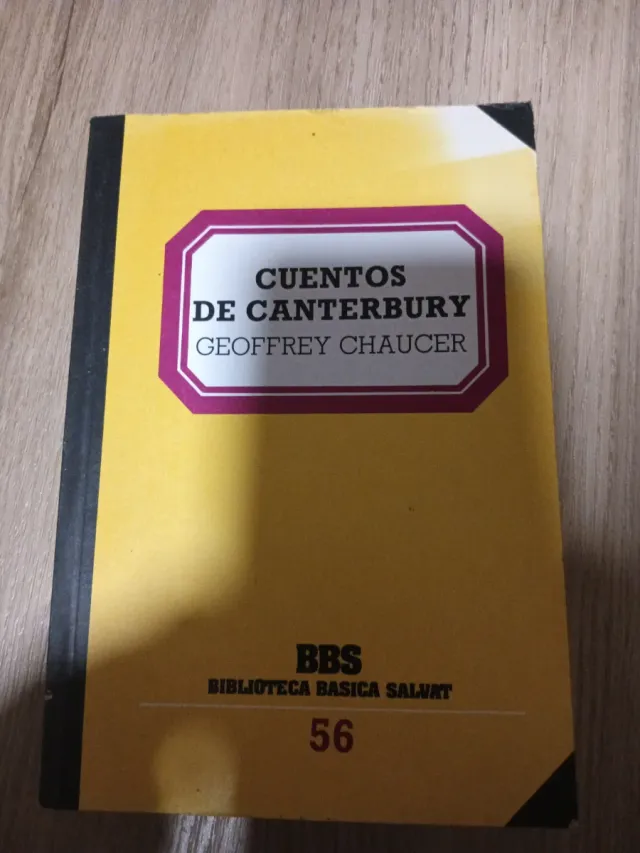 CUENTOS
DE CANTERBURY
GEOFFREY CHAUCER
BBS
BIBLIOTECA BASICA SALVAT
56